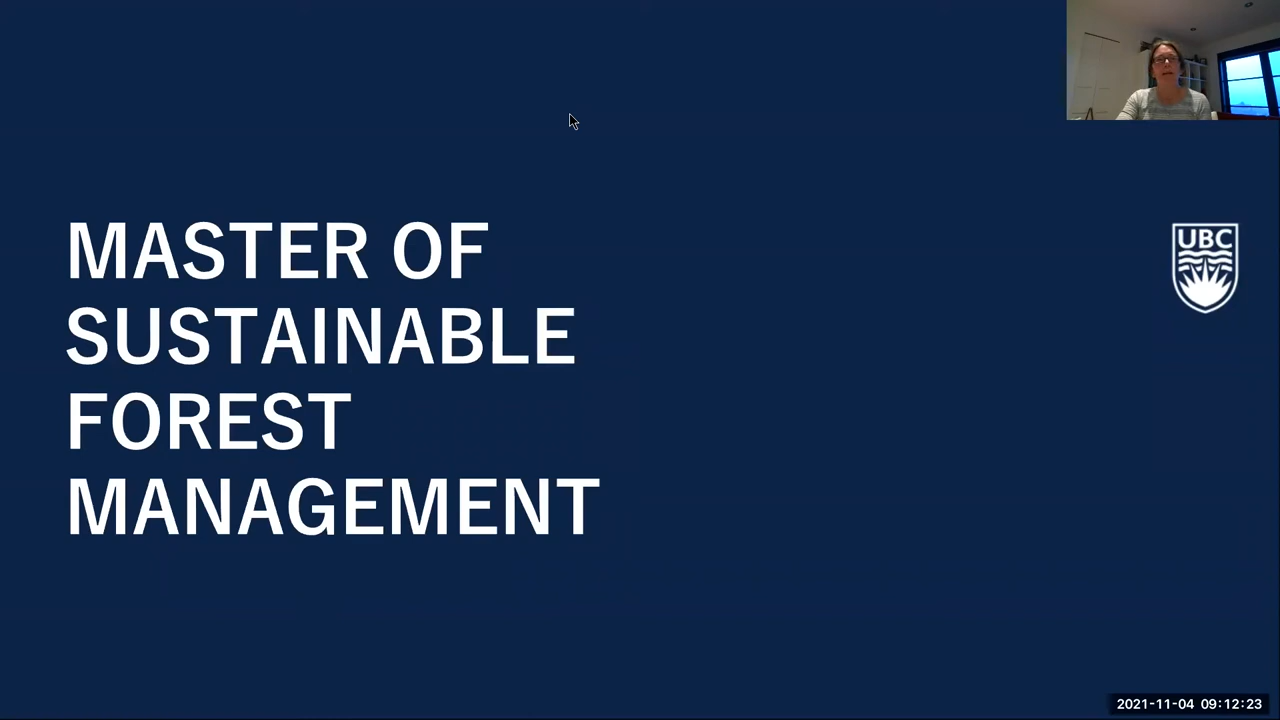 MASTER OF
SUSTAINABLE
FOREST
MANAGEMENT
UBC
2021-11-04 09:12:23